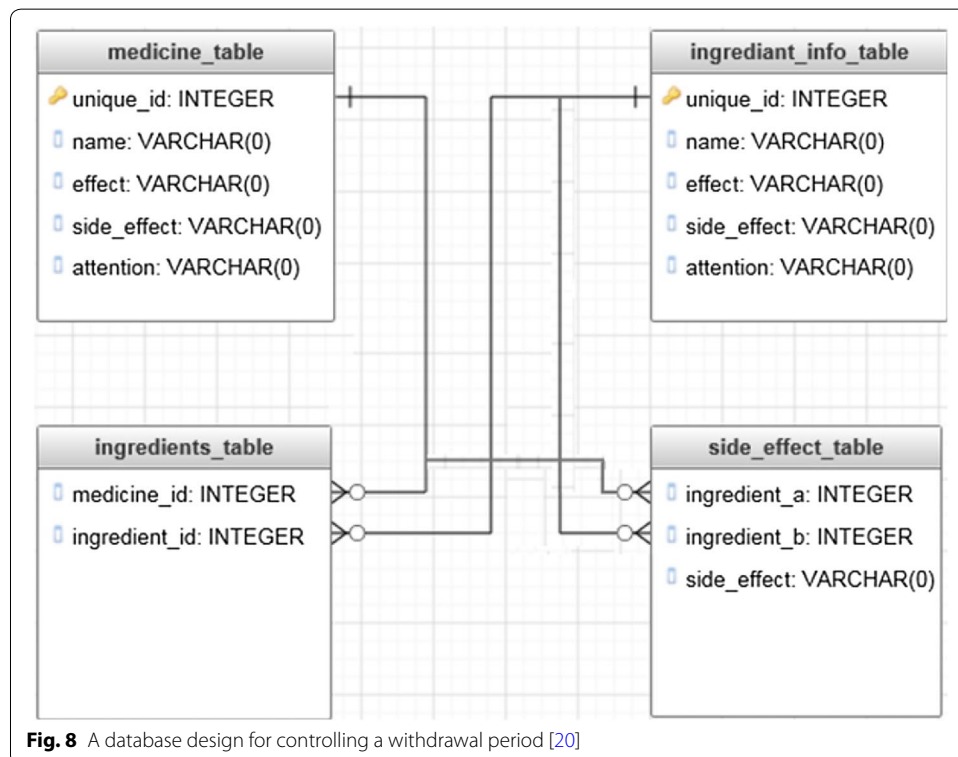 medicine_table
unique_id: INTEGER
name: VARCHAR(0)
effect: VARCHAR(0)
side_effect: VARCHAR(0)
attention: VARCHAR(0)
ingrediant_info_table
unique_id: INTEGER
name: VARCHAR(0)
effect: VARCHAR(0)
side_effect: VARCHAR(0)
attention: VARCHAR(0)
ingredients_table
medicine_id: INTEGER
ingredient_id: INTEGER
side_effect_table
ingredient_a: INTEGER
ingredient_b: INTEGER
side_effect: VARCHAR(0)
Fig. 8 A database design for controlling a withdrawal period [20]